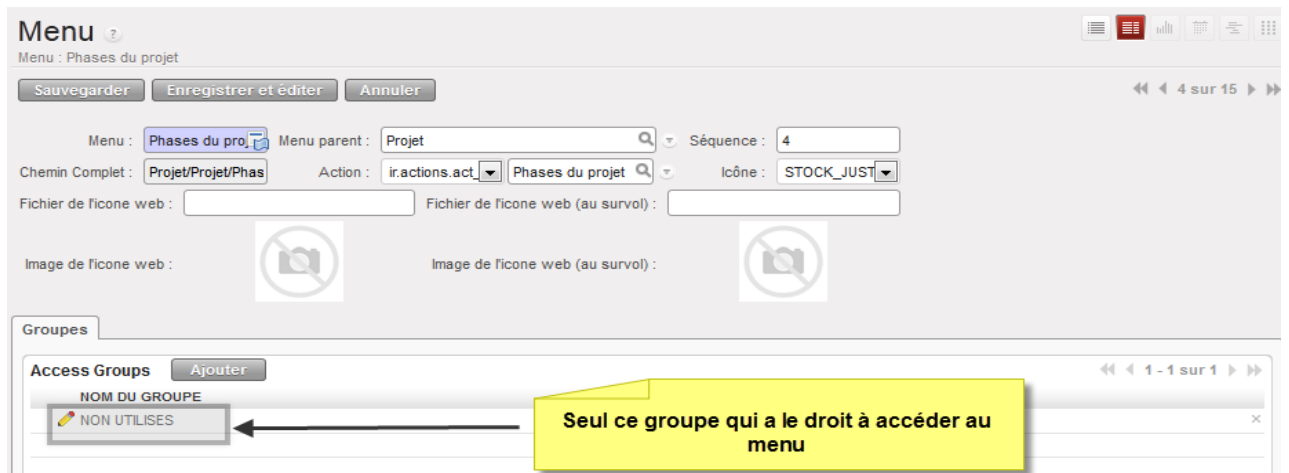 Menu ?
Menu : Phases du projet
Sauvegarder Enregistrer et éditer Annuler 4 sur 15
Menu : Phases du proj Menu parent : Projet Séquence : 4
Chemin Complet : Projet/Projet/Phas Action : ir.actions.act_ Phases du projet Icône : STOCK_JUST
Fichier de l'icone web : Fichier de l'icone web (au survol) :
Image de l'icone web : Image de l'icone web (au survol) :
Groupes
Access Groups Ajouter 1 - 1 sur 1
NOM DU GROUPE
NON UTILISES
Seul ce groupe qui a le droit à accéder au
menu